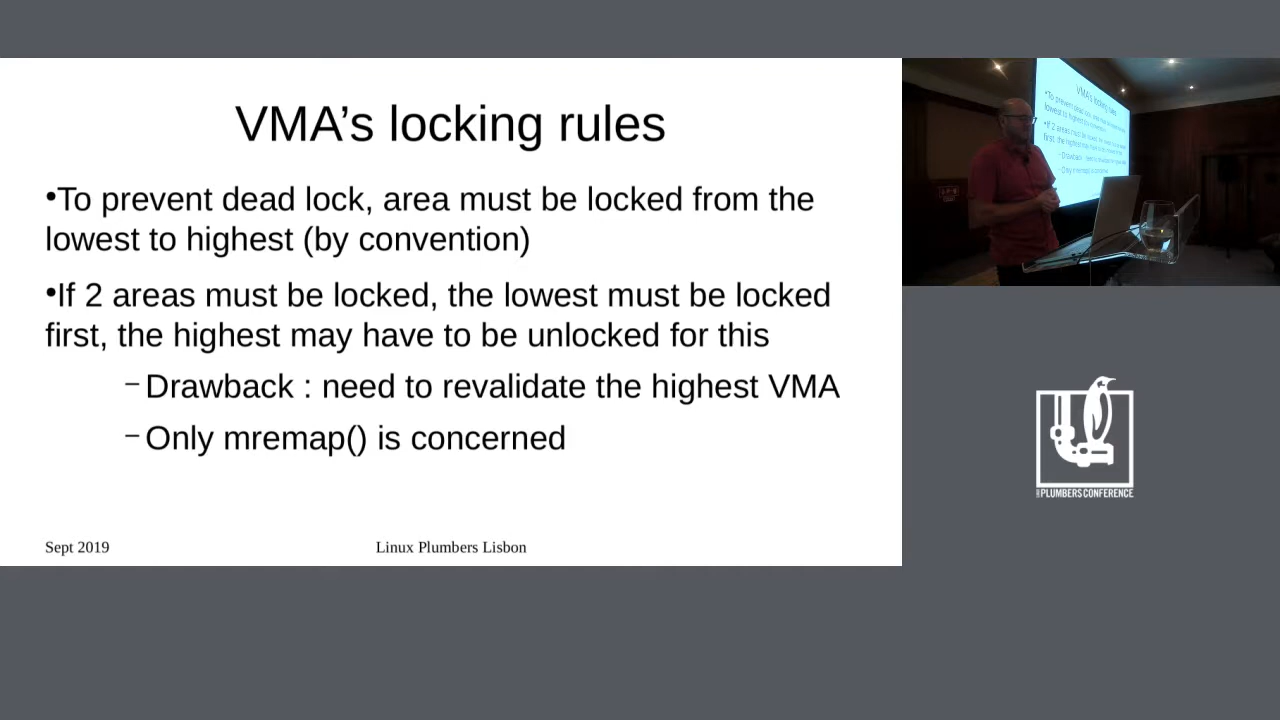 VMA’s locking rules
•To prevent dead lock, area must be locked from the
lowest to highest (by convention)
•If 2 areas must be locked, the lowest must be locked
first, the highest may have to be unlocked for this
– Drawback : need to revalidate the highest VMA
– Only mremap() is concerned
Sept 2019
Linux Plumbers Lisbon
VMA's locking rules
PLUMBERS CONFERENCE